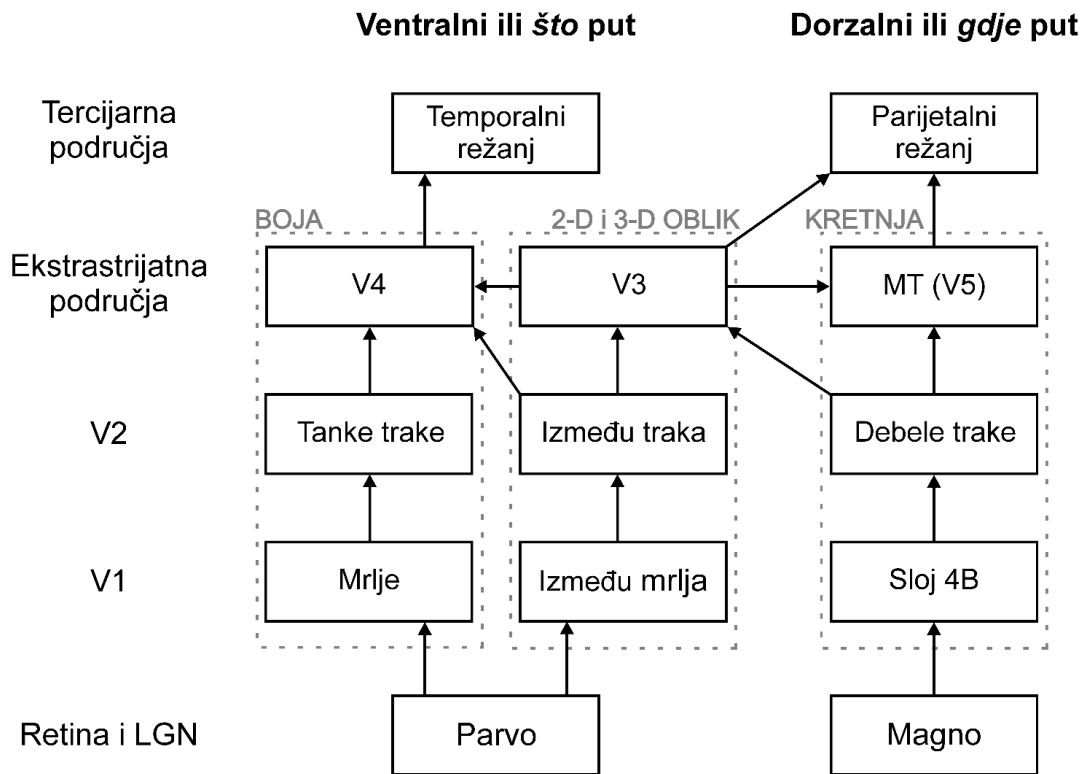 Ventralni ili što put
Dorzalni ili gdje put
Tercijarna
područja
Temporalni
režanj
Parijetalni
režanj
BOJA
2-D i 3-D OBLIK
KRETNJA
Ekstrastrijatna
područja
V4
V3
MT (V5)
V2
Tanke trake
Između traka
Debele trake
V1
Mrlje
Između mrlja
Sloj 4B
Retina i LGN
Parvo
Magno